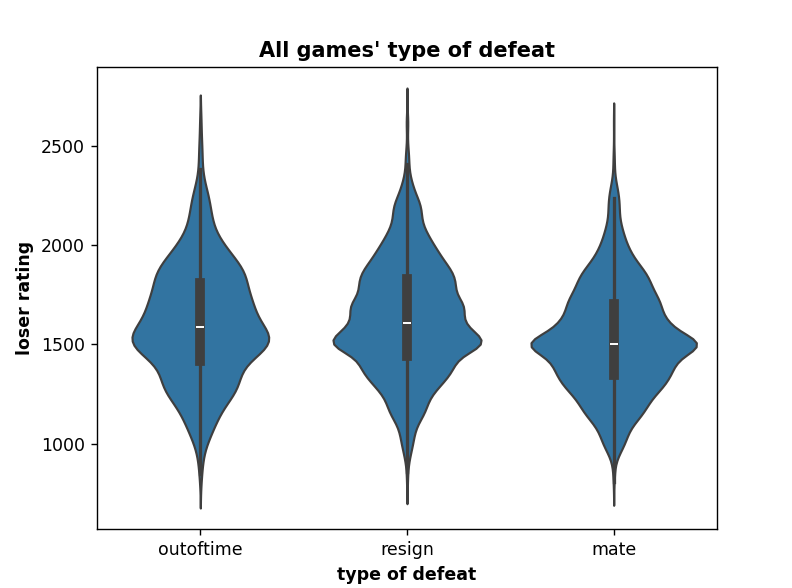 All games' type of defeat
loser rating
2500
2000
1500
1000
outoftime resign mate
type of defeat